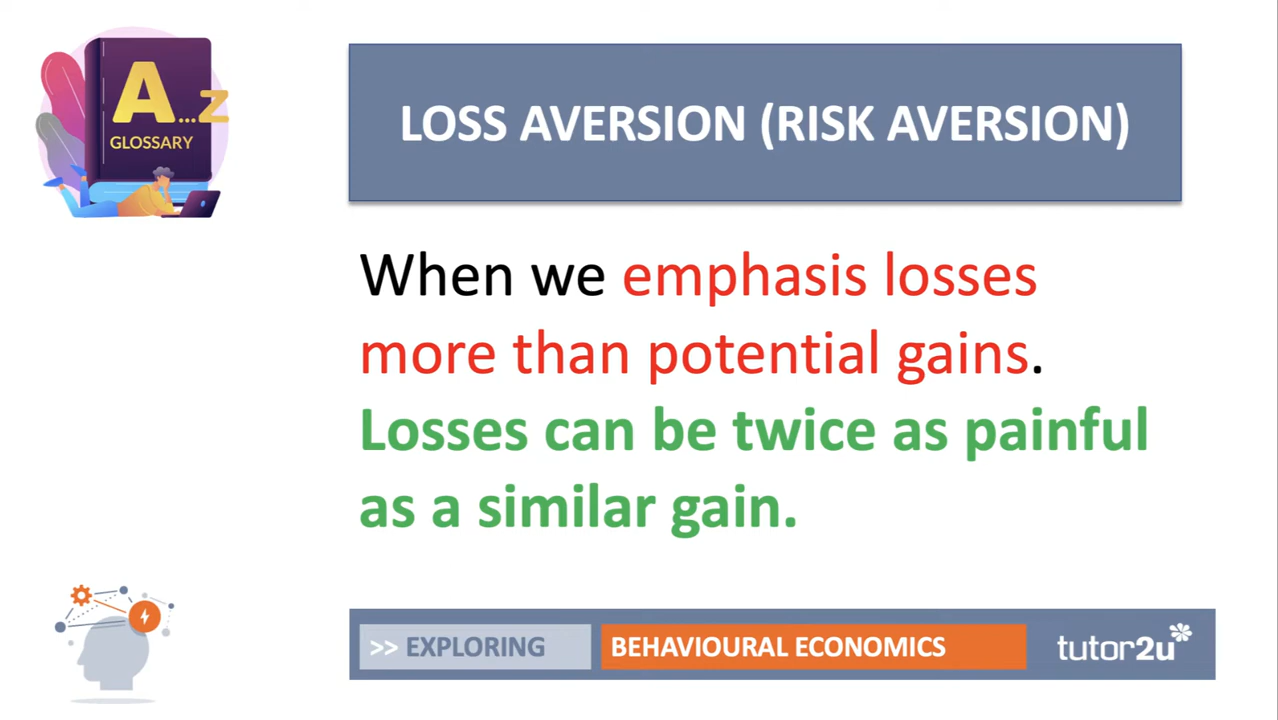 A...Z
GLOSSARY
LOSS AVERSION (RISK AVERSION)
When we emphasis losses
more than potential gains.
Losses can be twice as painful
as a similar gain.
>> EXPLORING
BEHAVIOURAL ECONOMICS
tutor2u